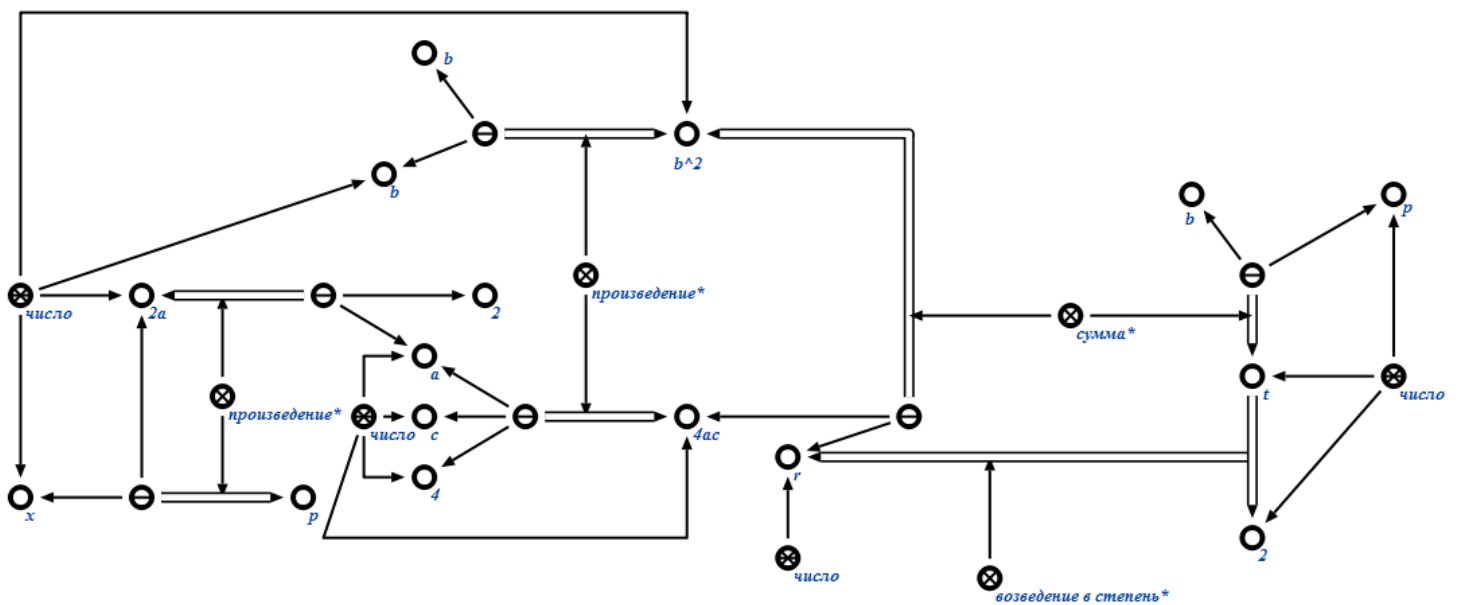 b
b^2
b
b
p
число
2a
2
произведение*
сумма*
a
произведение*
число
c
4ac
t
число
4
r
x
p
2
число
возведение в степень*